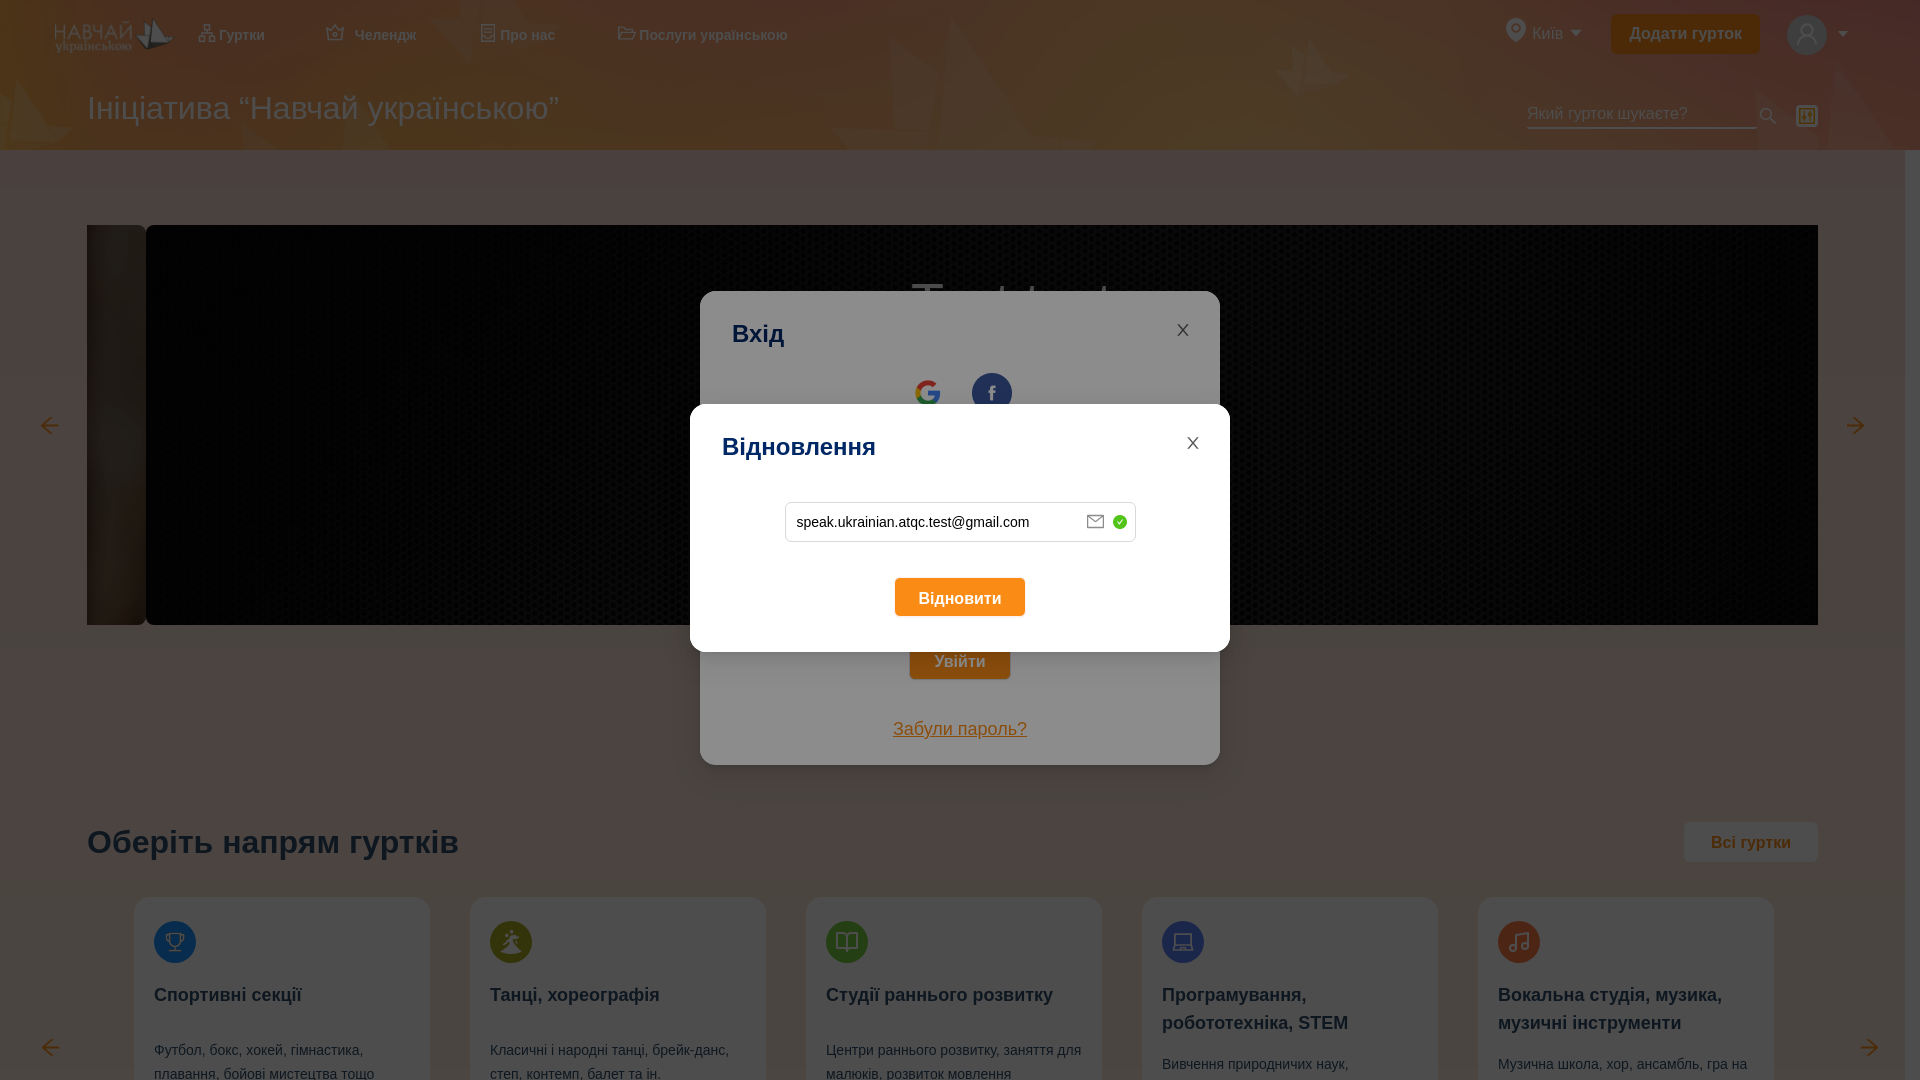 НАВЧАЙ
українською
Гуртки
Челендж
Про нас
Послуги українською
Київ
Додати гурток
Ініціатива “Навчай українською”
Який гурток шукаєте?
Вхід
Відновлення
speak.ukrainian.atqc.test@gmail.com
Відновити
Увійти
Забули пароль?
Оберіть напрям гуртків
Всі гуртки
Спортивні секції
Футбол, бокс, хокей, гімнастика,
плавання, бойові мистецтва тощо
Танці, хореографія
Класичні і народні танці, брейк-данс,
степ, контемп, балет та ін.
Студії раннього розвитку
Центри раннього розвитку, заняття для
малюків, розвиток мовлення
Програмування,
робототехніка, STEM
Вивчення природничих наук,
Вокальна студія, музика,
музичні інструменти
Музична школа, хор, ансамбль, гра на